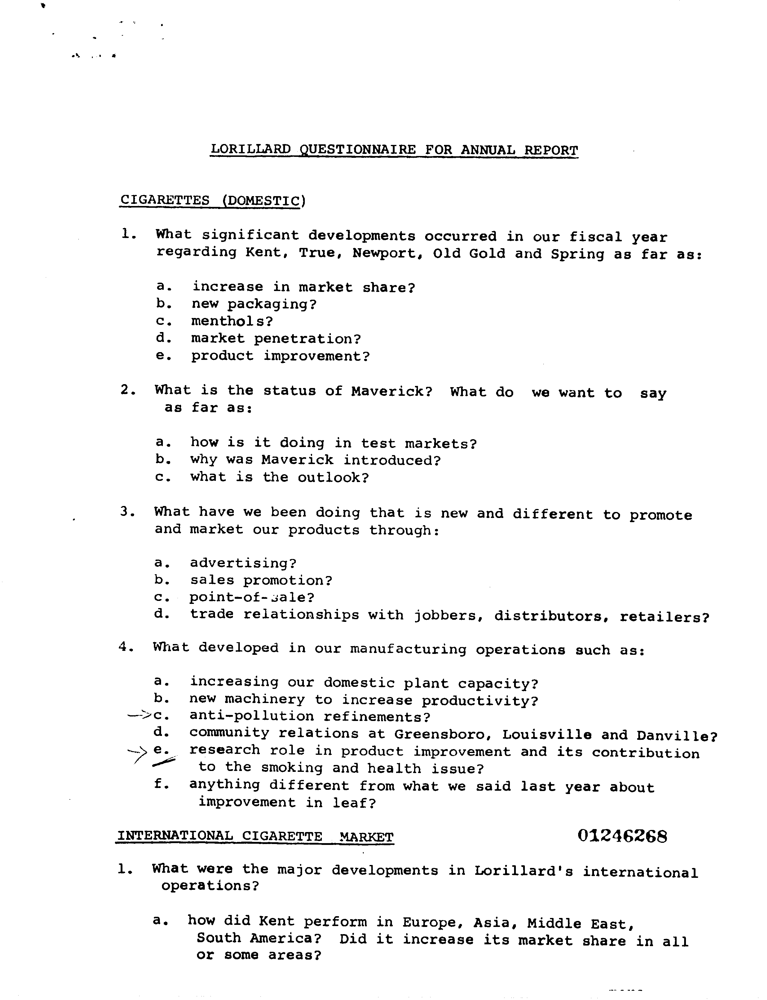 LORILLARD QUESTIONNAIRE FOR ANNUAL REPORT
CIGARETTES (DOMESTIC)
1. What significant developments occurred in our fiscal year
regarding Kent, True, Newport, Old Gold and Spring as far as:
a. increase in market share?
b. new packaging?
c. menthols?
d. market penetration?
e. product improvement?
2. What is the status of Maverick? What do we want to say
as far as:
a. how is it doing in test markets?
b. why was Maverick introduced?
c. what is the outlook?
3. What have we been doing that is new and different to promote
and market our products through:
a. advertising?
b. sales promotion?
c. point-of-sale?
d. trade relationships with jobbers, distributors, retailers?
4. What developed in our manufacturing operations such as:
a. increasing our domestic plant capacity?
b. new machinery to increase productivity?
c. anti-pollution refinements?
d. community relations at Greensboro, Louisville and Danville?
e. research role in product improvement and its contribution
to the smoking and health issue?
f. anything different from what we said last year about
improvement in leaf?
INTERNATIONAL CIGARETTE MARKET 01246268
1. What were the major developments in Lorillard's international
operations?
a. how did Kent perform in Europe, Asia, Middle East,
South America? Did it increase its market share in all
or some areas?